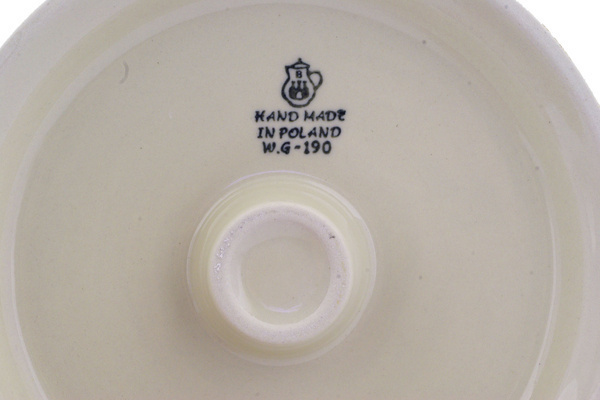 B
HAND MADE
IN POLAND
W.G-190